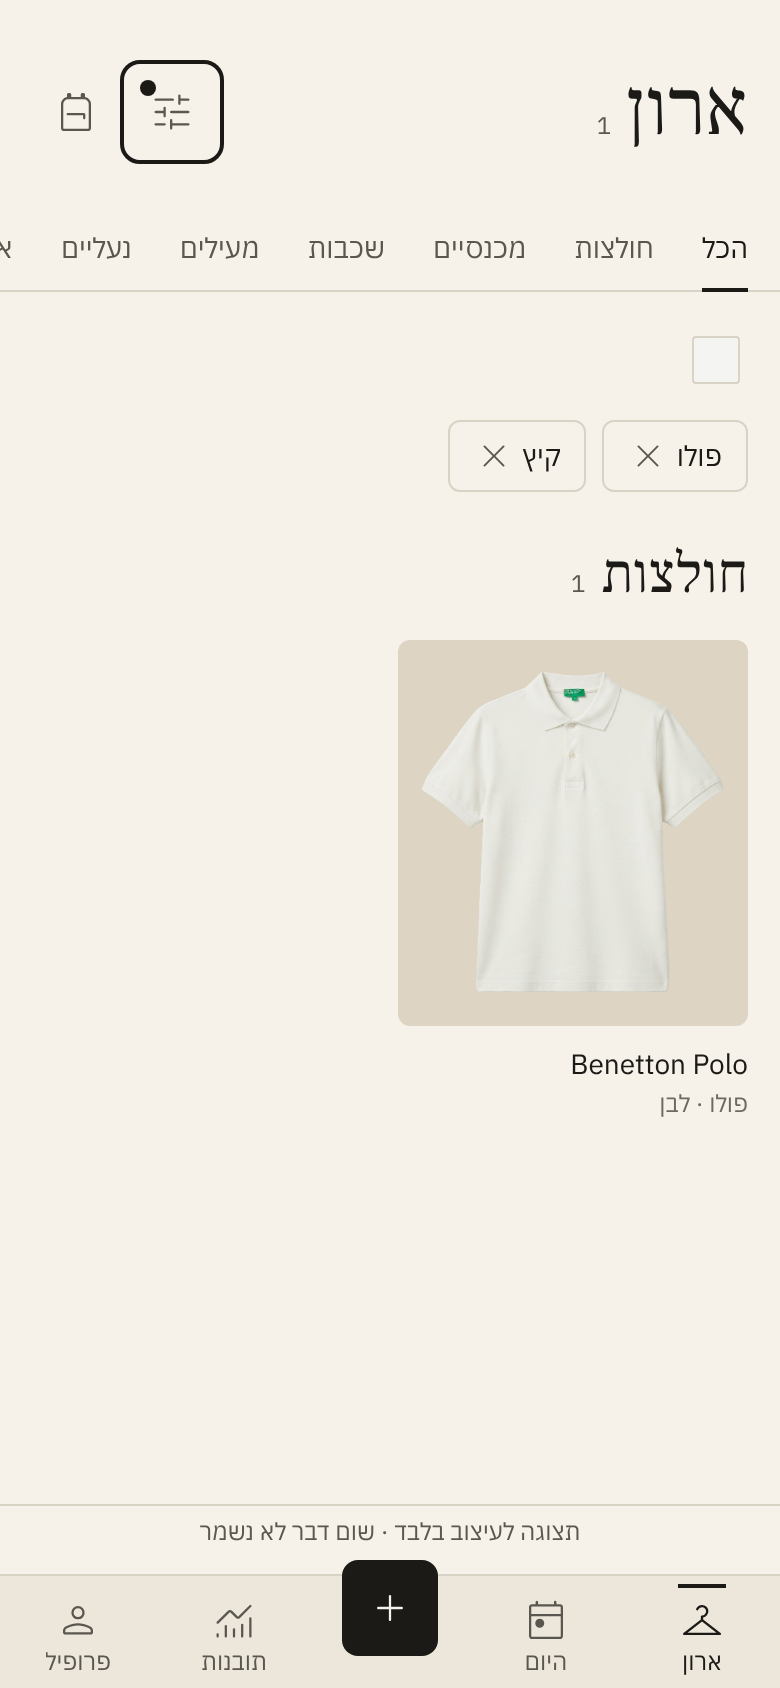 ארון 1
הכל חולצות מכנסיים שכבות מעילים נעליים
פולו קיץ
חולצות 1
Benetton Polo
פולו · לבן
תצוגה לעיצוב בלבד · שום דבר לא נשמר
ארון היום תובנות פרופיל